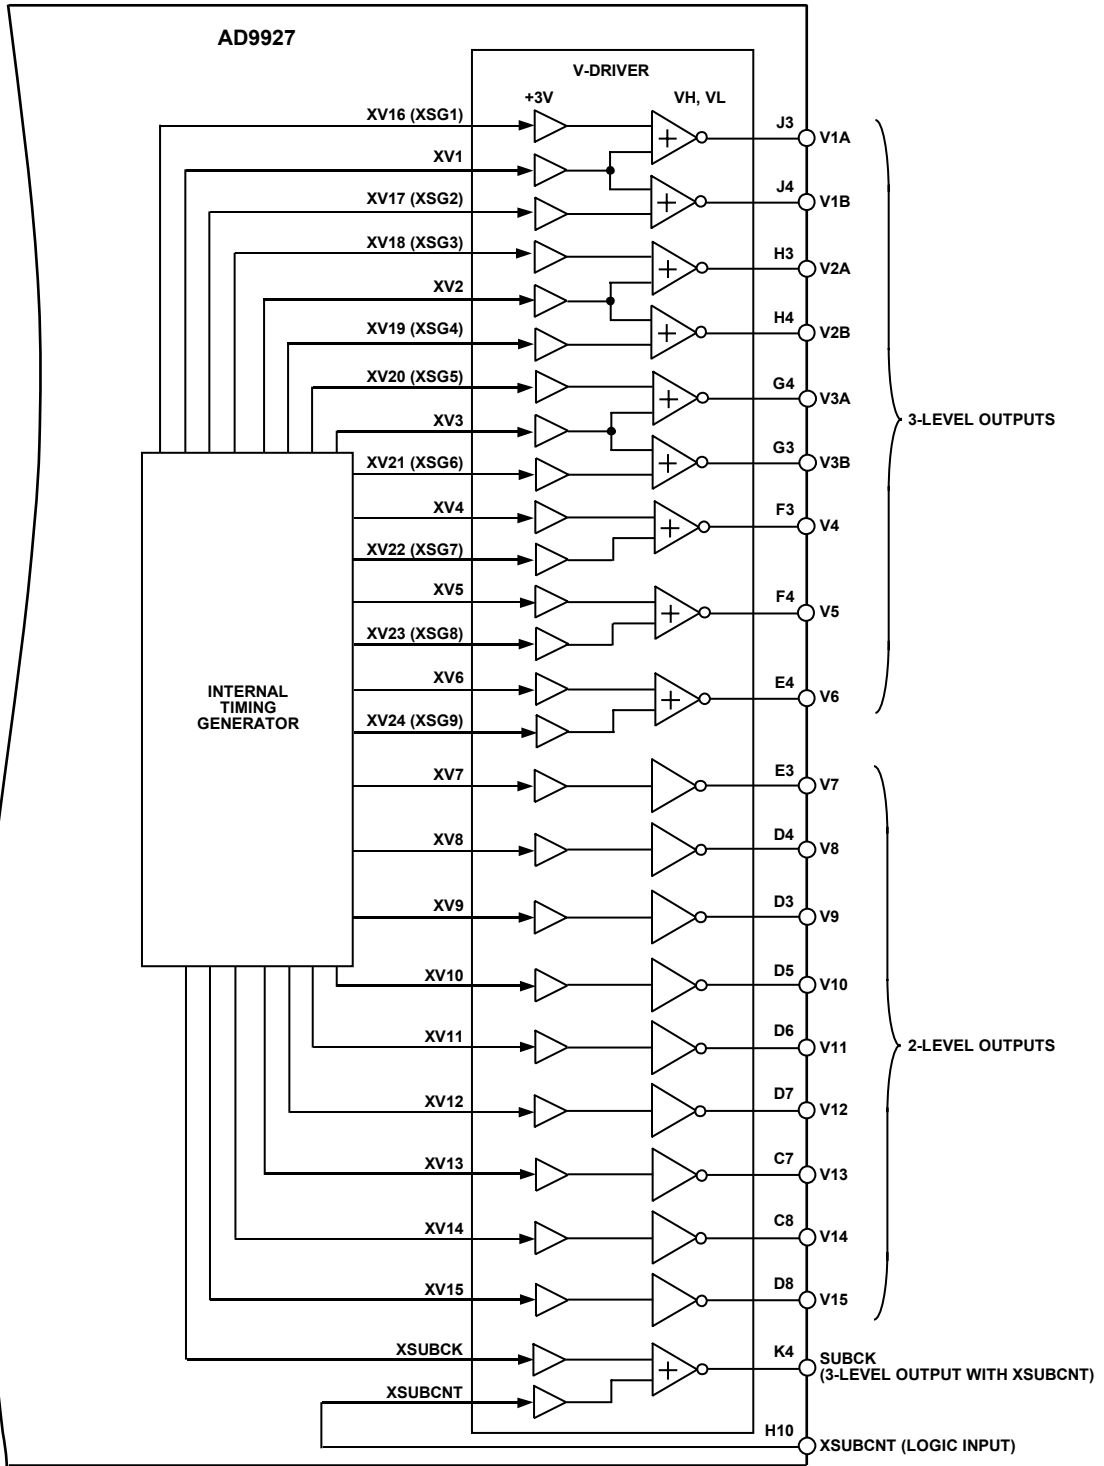 AD9927
V-DRIVER
+3V
VH, VL
XV16 (XSG1)
J3
V1A
XV1
J4
V1B
XV17 (XSG2)
XV18 (XSG3)
H3
V2A
XV2
H4
V2B
XV19 (XSG4)
XV20 (XSG5)
G4
V3A
XV3
3-LEVEL OUTPUTS
G3
V3B
XV21 (XSG6)
XV4
F3
V4
XV22 (XSG7)
XV5
F4
V5
XV23 (XSG8)
XV6
E4
V6
INTERNAL
TIMING
GENERATOR
XV24 (XSG9)
XV7
E3
V7
XV8
D4
V8
XV9
D3
V9
XV10
D5
V10
XV11
D6
V11
2-LEVEL OUTPUTS
XV12
D7
V12
XV13
C7
V13
XV14
C8
V14
XV15
D8
V15
XSUBCK
K4
SUBCK
(3-LEVEL OUTPUT WITH XSUBCNT)
XSUBCNT
H10
XSUBCNT (LOGIC INPUT)